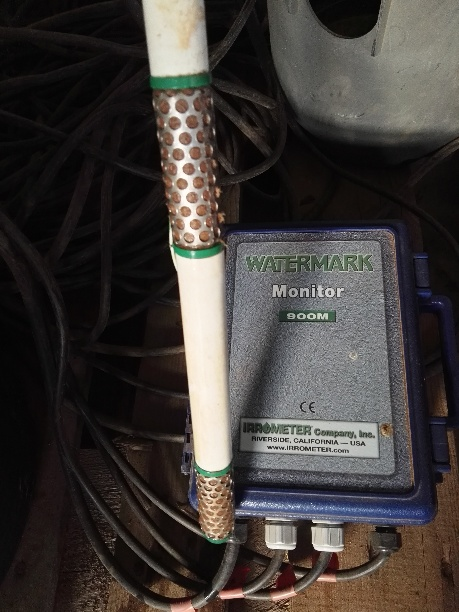 WATERMARK
Monitor
900M
CE
IRROMETER Company, Inc.
RIVERSIDE, CALIFORNIA — USA
www.IRROMETER.com